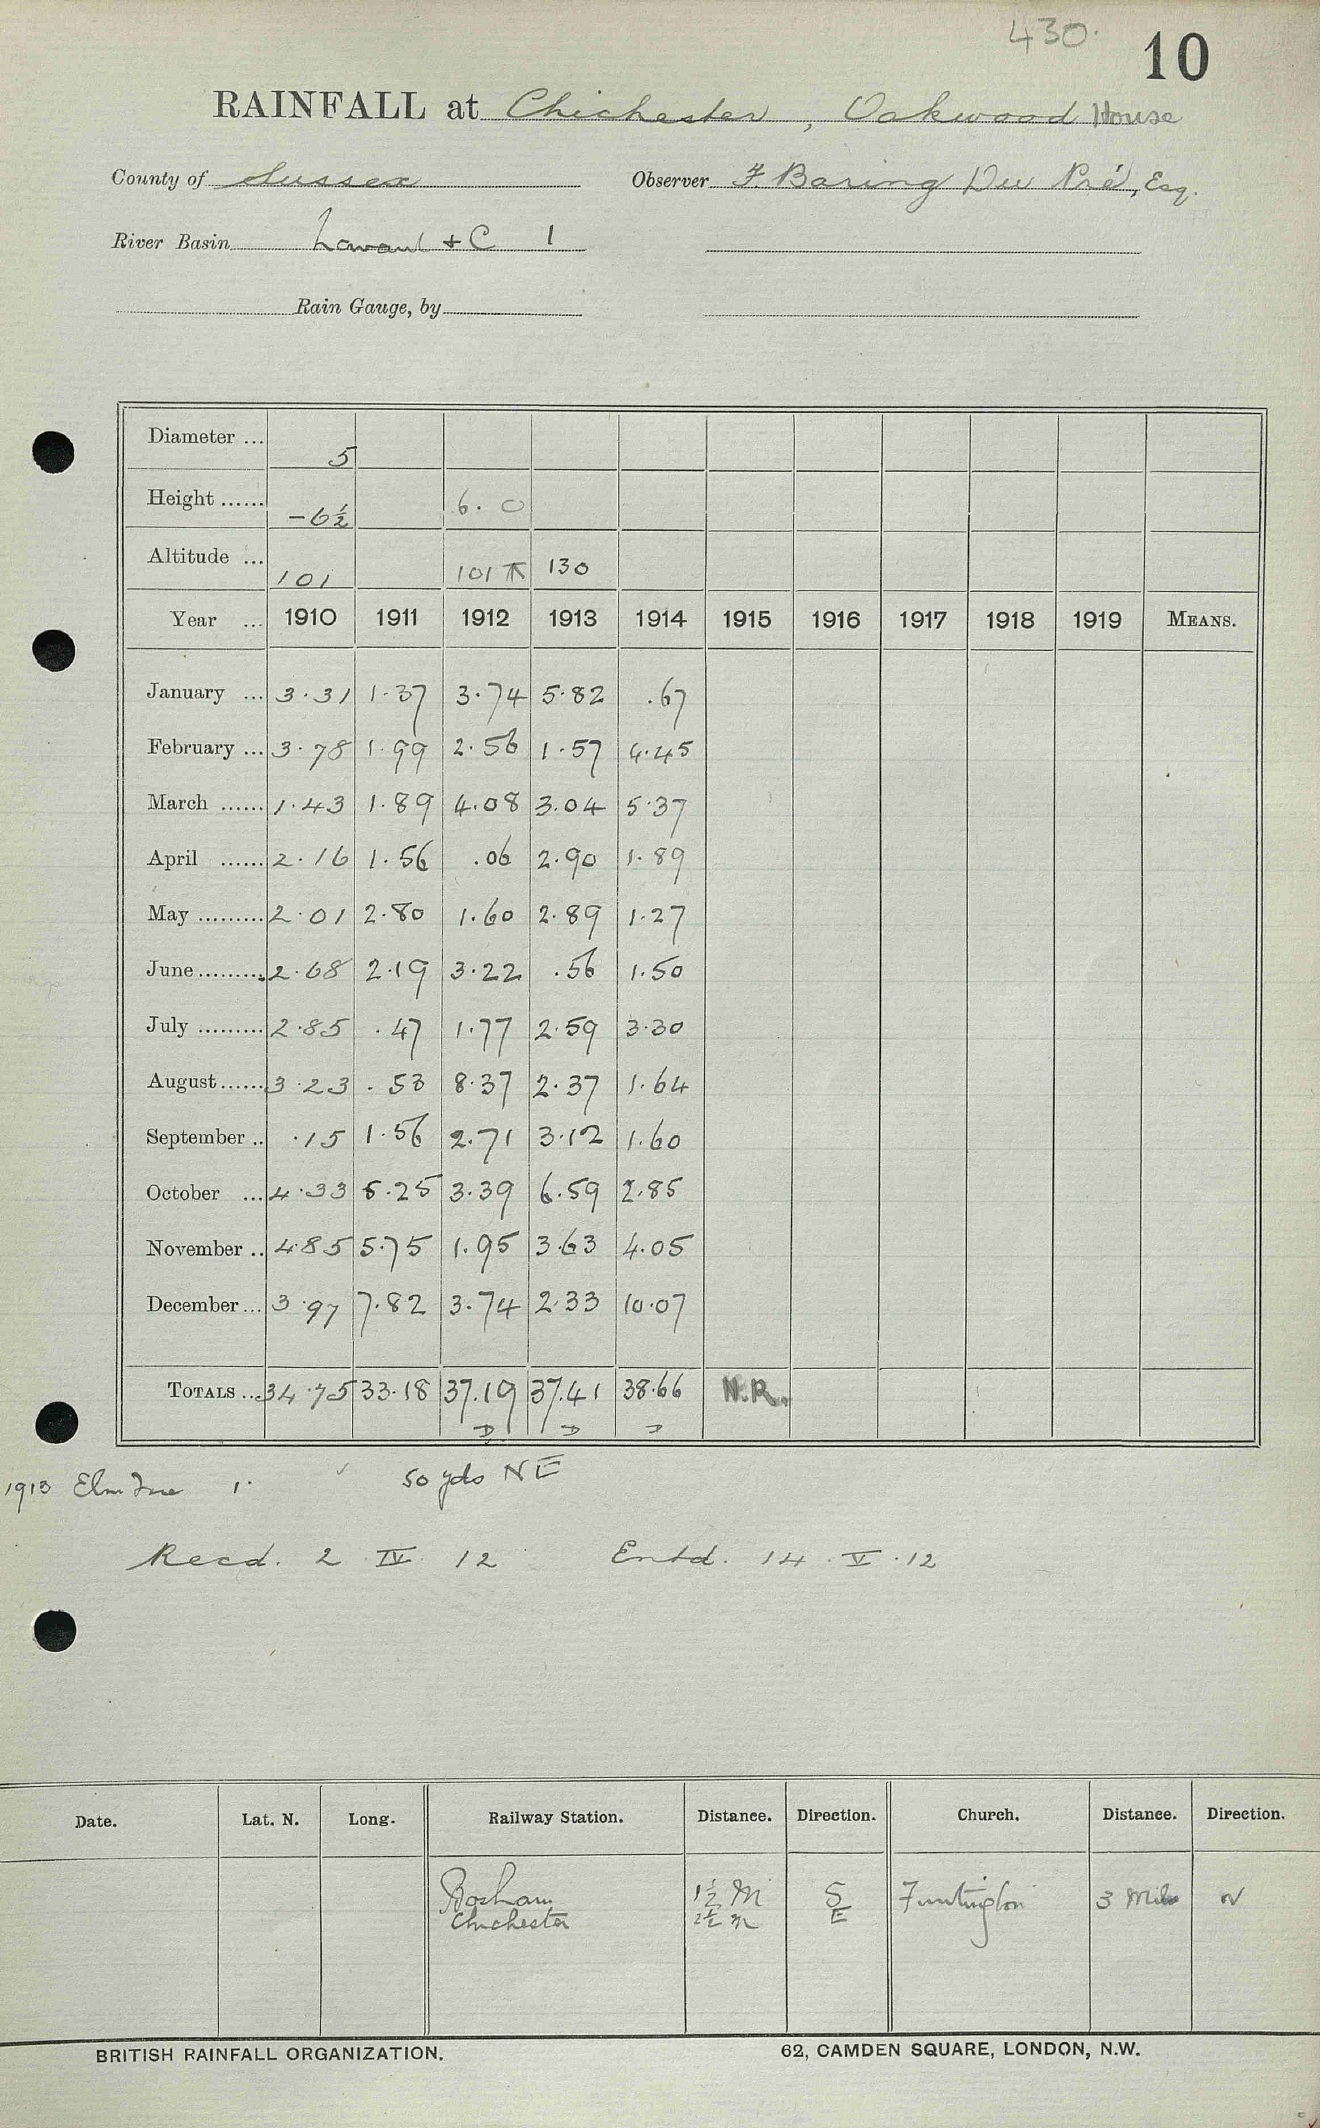 430.
10
RAINFALL at Chichester, Oakwood House
County of Sussex Observer F. Baring Du Pré, Esq.
River Basin Lavant + C 1
Rain Gauge, by
Diameter ... 5
Height ...... -6½ 6. 0
Altitude ... 101 101 130
Year ... 1910 1911 1912 1913 1914 1915 1916 1917 1918 1919 MEANS.
January ... 3.31 1.37 3.74 5.82 .67
February ... 3.78 1.99 2.56 1.57 4.45
March ...... 1.43 1.89 4.08 3.04 5.37
April ...... 2.16 1.56 .06 2.90 1.89
May ......... 2.01 2.80 1.60 2.89 1.27
June ......... 2.68 2.19 3.22 .56 1.50
July ......... 2.85 .47 1.77 2.59 3.30
August ...... 3.23 .53 8.37 2.37 1.64
September .. .15 1.56 2.71 3.12 1.60
October ... 4.33 5.25 3.39 6.59 2.85
November .. 4.85 5.75 1.95 3.63 4.05
December ... 3.97 7.82 3.74 2.33 10.07
TOTALS ... 34.75 33.18 37.19 37.41 38.66 N.R.
D D D
1913 Elm Tree 1. 50 yds NE
Recd. 2 IV 12 Entd. 14. V. 12
Date. Lat. N. Long. Railway Station. Distance. Direction. Church. Distance. Direction.
Bosham 1½ M S Funtington 3 Miles N
Chichester 2½ m E
BRITISH RAINFALL ORGANIZATION. 62, CAMDEN SQUARE, LONDON, N.W.